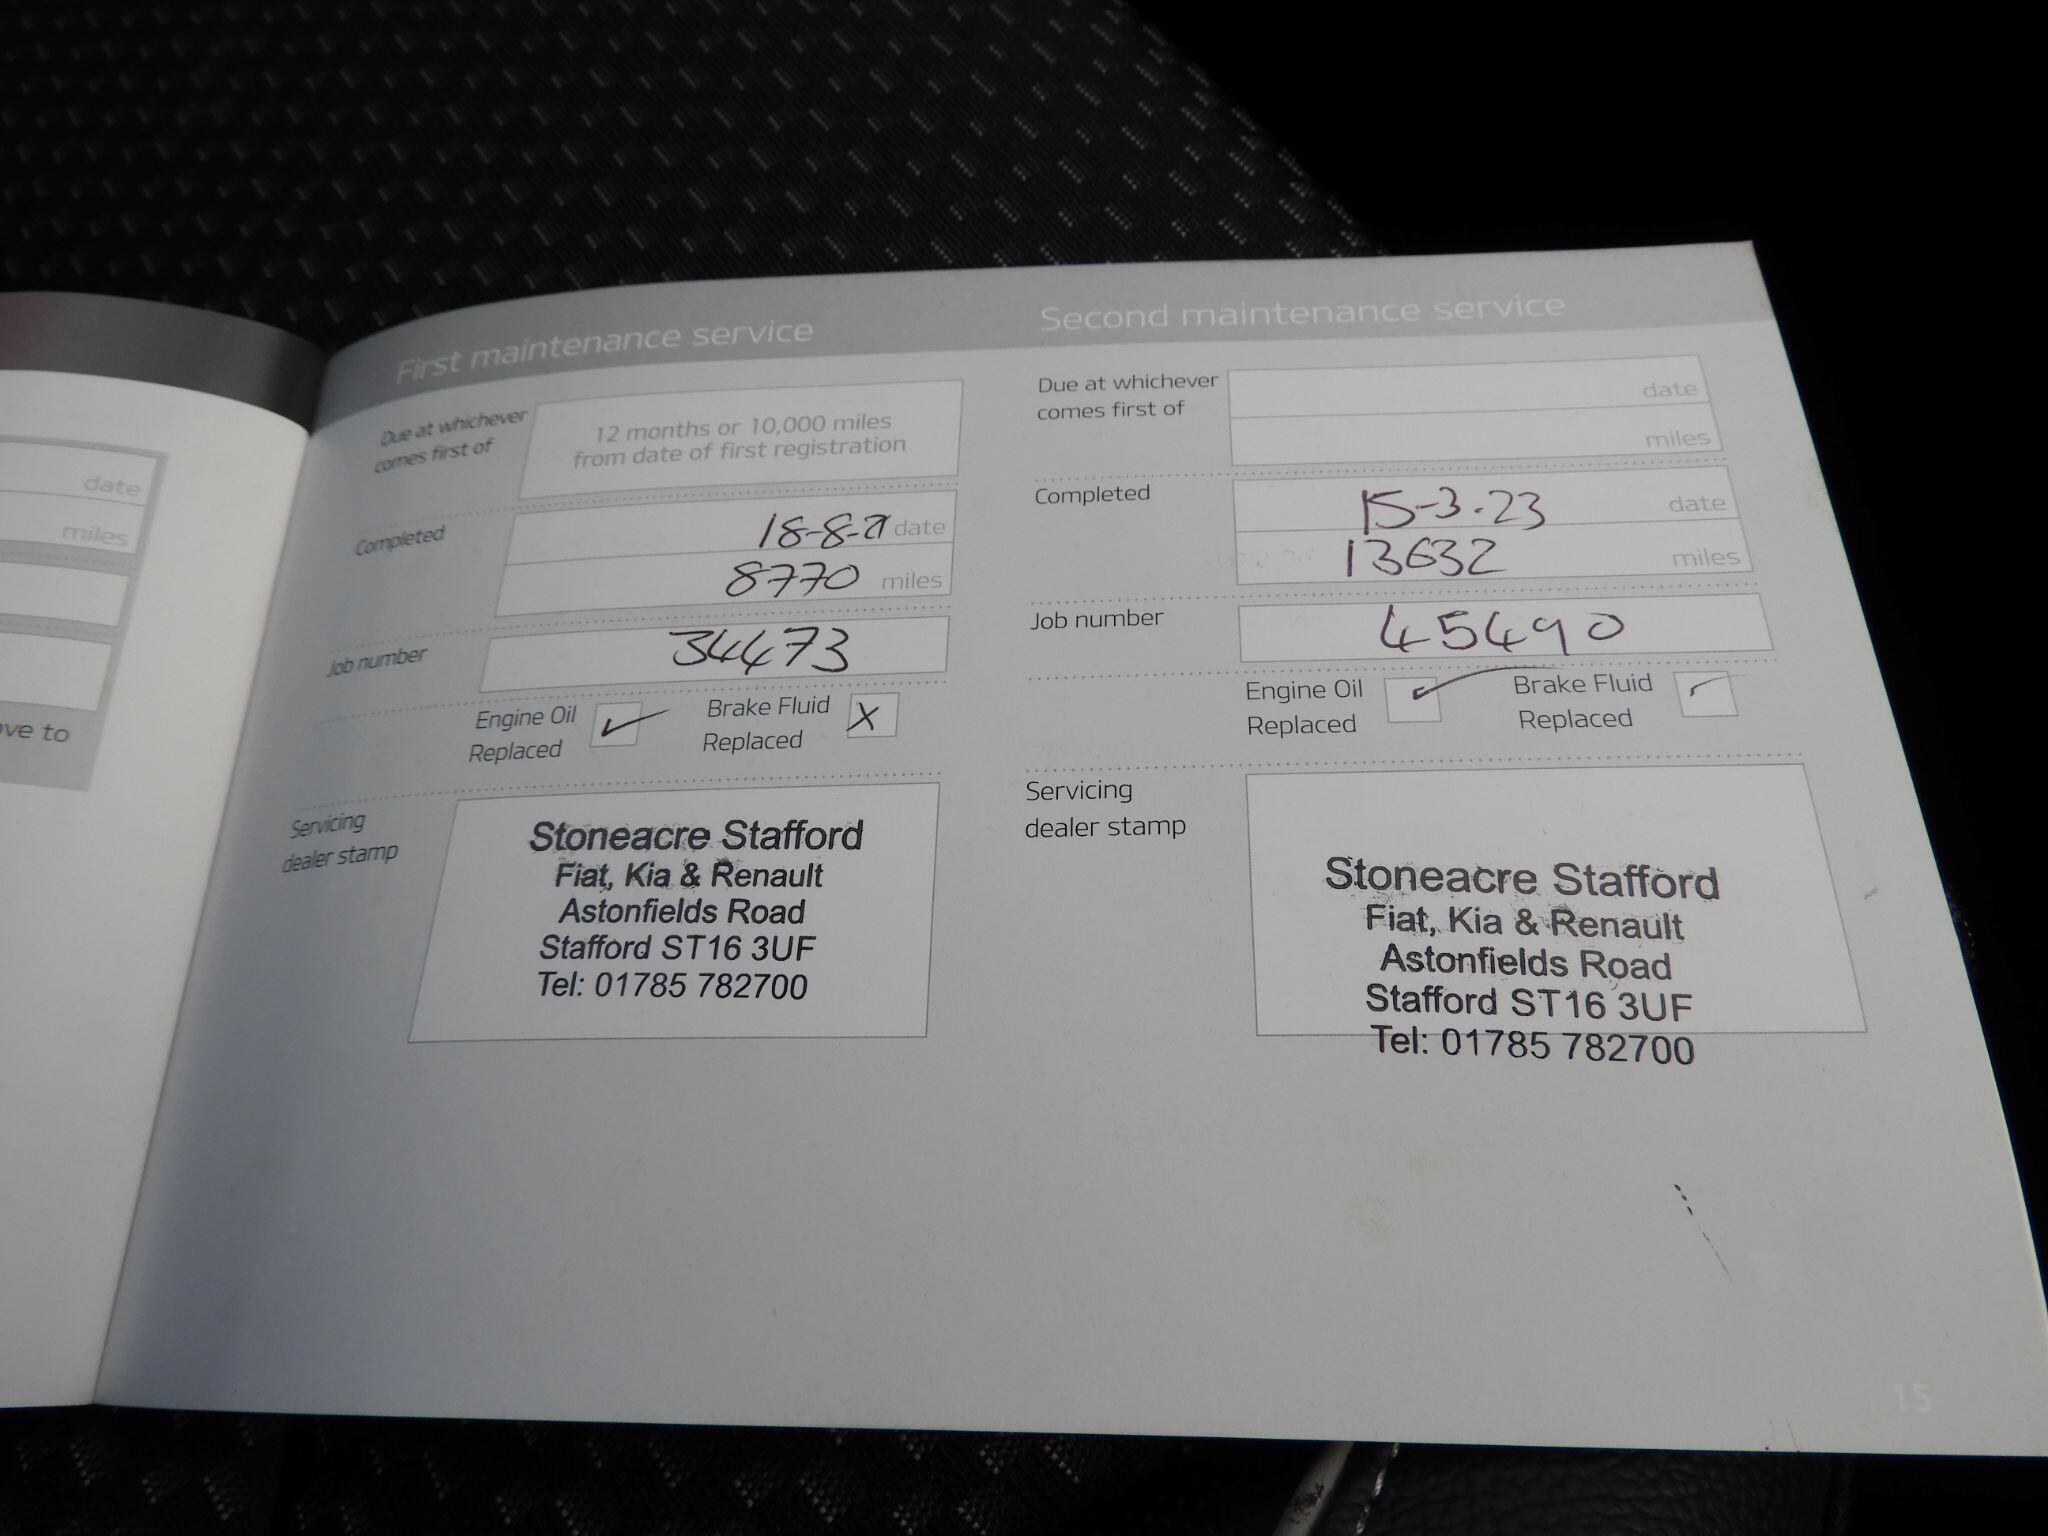 date
miles
ve to
First maintenance service
Due at whichever
comes first of
12 months or 10,000 miles
from date of first registration
Completed
18-8-21 date
8770 miles
Job number
34473
Engine Oil
Replaced
✓
Brake Fluid
Replaced
X
Servicing
dealer stamp
Stoneacre Stafford
Fiat, Kia & Renault
Astonfields Road
Stafford ST16 3UF
Tel: 01785 782700
Second maintenance service
Due at whichever
comes first of
date
miles
Completed
15-3-23 date
13632 miles
Job number
45490
Engine Oil
Replaced
✓
Brake Fluid
Replaced
✓
Servicing
dealer stamp
Stoneacre Stafford
Fiat, Kia & Renault
Astonfields Road
Stafford ST16 3UF
Tel: 01785 782700
15